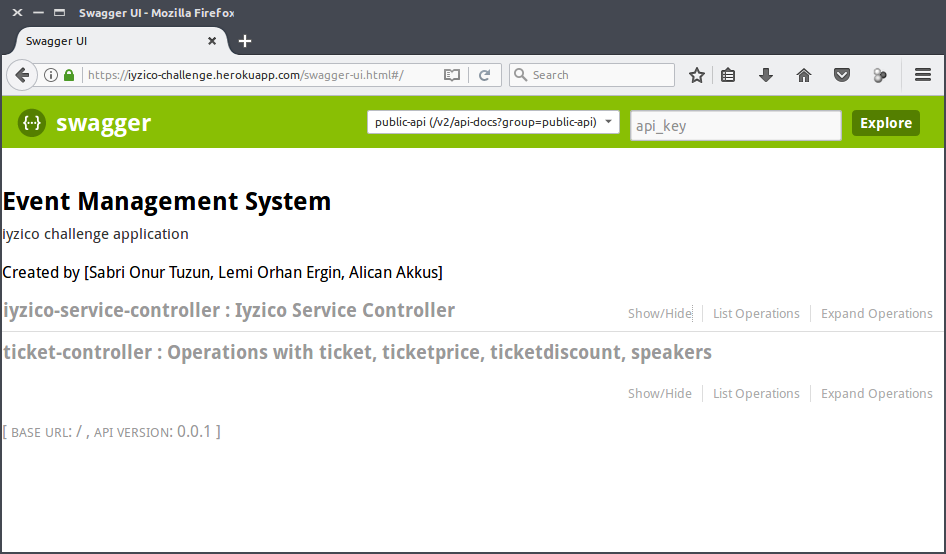 Swagger UI - Mozilla Firefox
Swagger UI
https://iyzico-challenge.herokuapp.com/swagger-ui.html#/
Search
{···} swagger
public-api (/v2/api-docs?group=public-api)
api_key
Explore
Event Management System
iyzico challenge application
Created by [Sabri Onur Tuzun, Lemi Orhan Ergin, Alican Akkus]
iyzico-service-controller : Iyzico Service Controller
Show/Hide List Operations Expand Operations
ticket-controller : Operations with ticket, ticketprice, ticketdiscount, speakers
Show/Hide List Operations Expand Operations
[ BASE URL: / , API VERSION: 0.0.1 ]